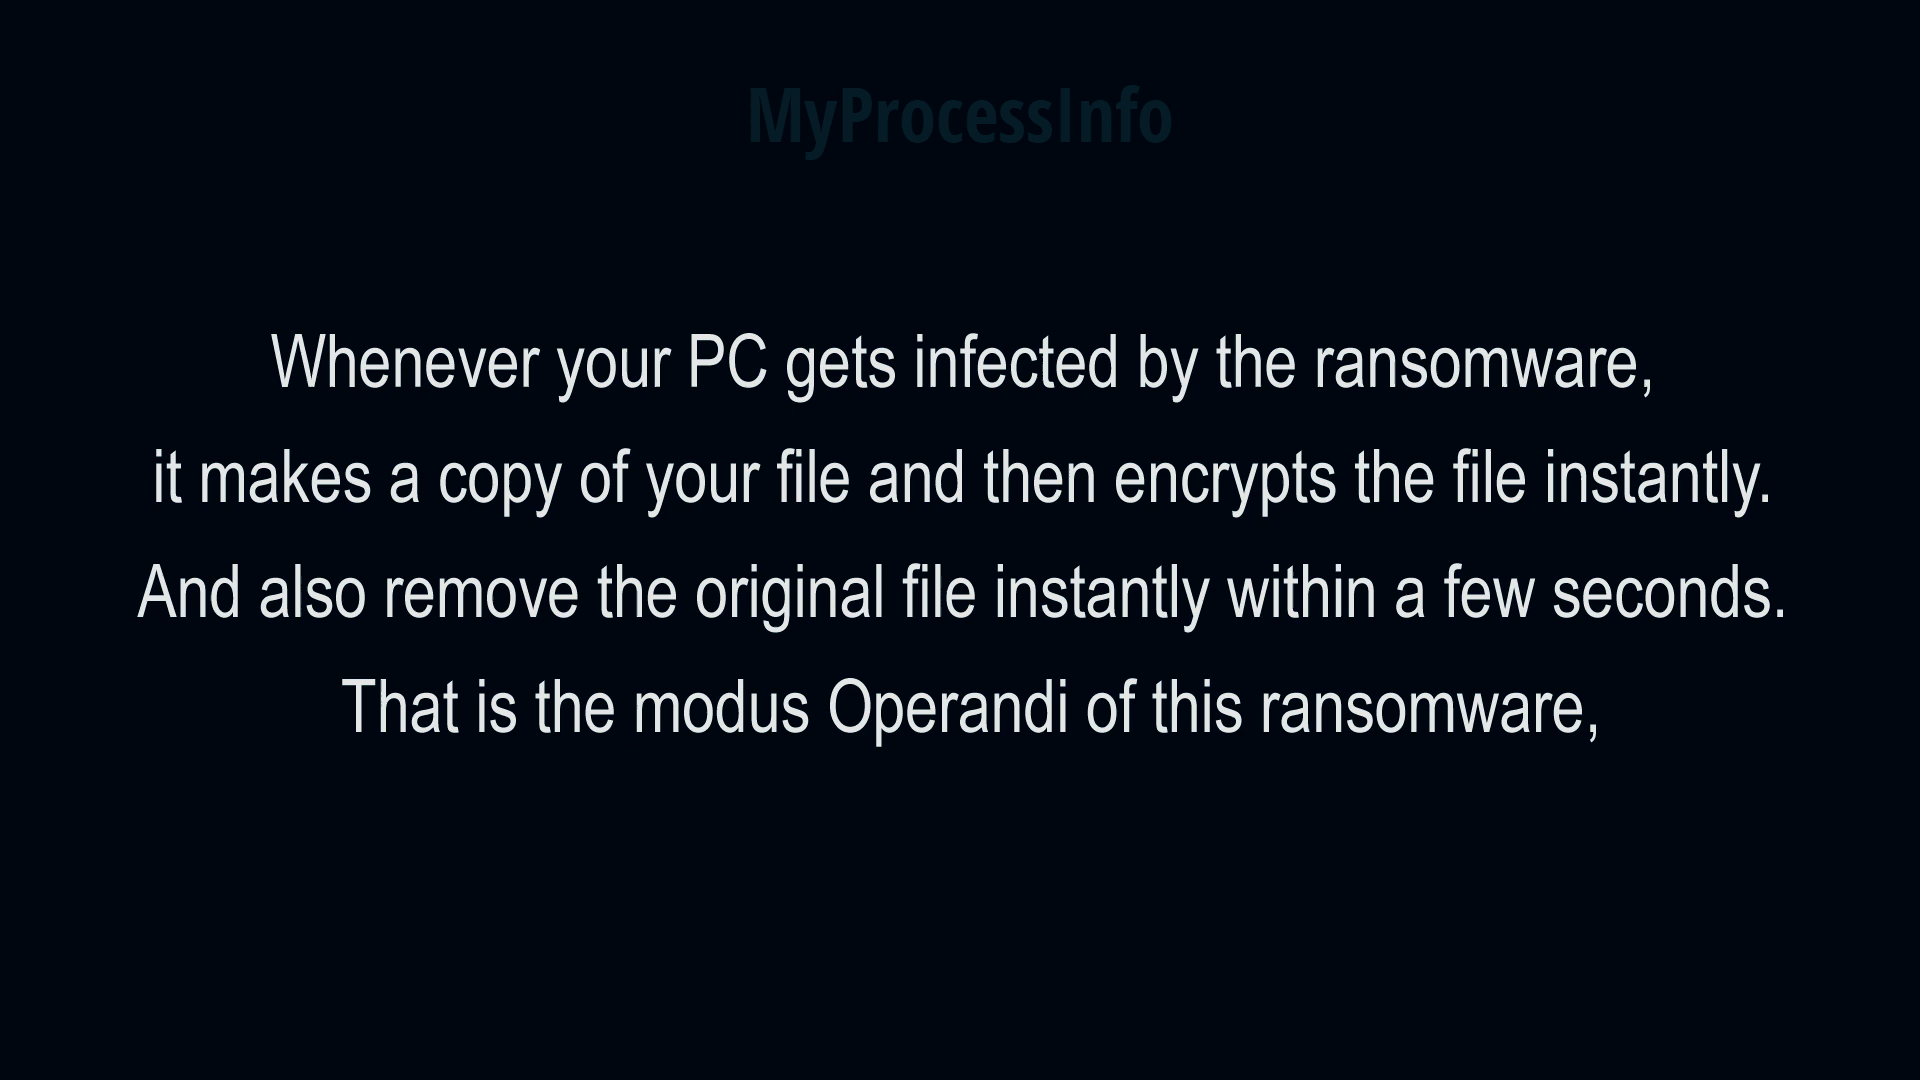 MyProcessInfo
Whenever your PC gets infected by the ransomware,
it makes a copy of your file and then encrypts the file instantly.
And also remove the original file instantly within a few seconds.
That is the modus Operandi of this ransomware,